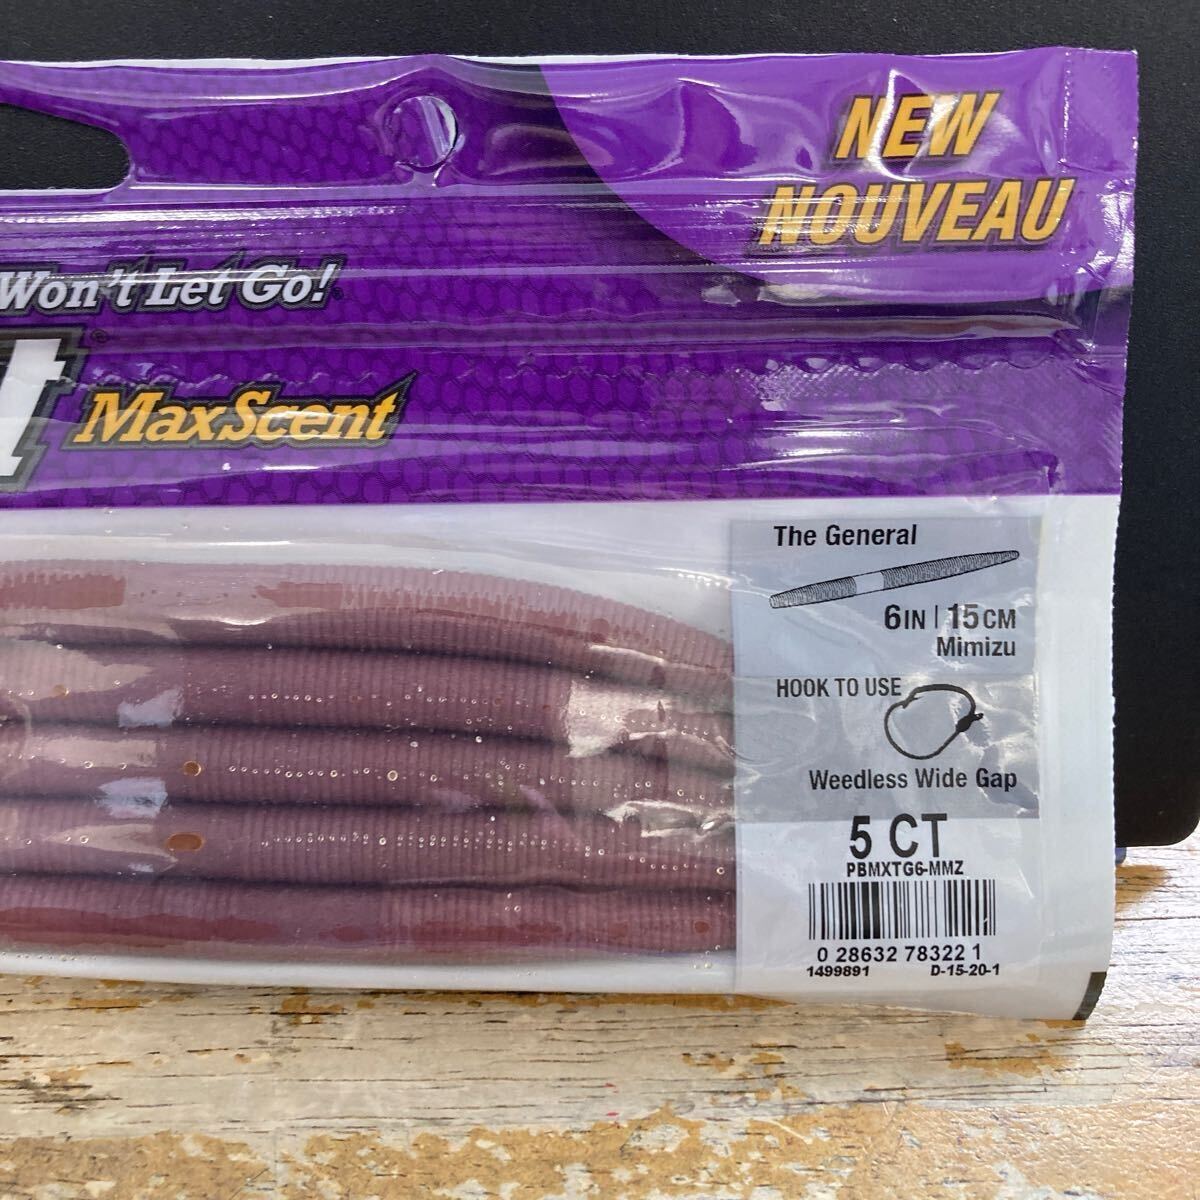 NEW
NOUVEAU
Won't Let Go!®
t®
MaxScent
The General
6IN | 15CM
Mimizu
HOOK TO USE
Weedless Wide Gap
5 CT
PBMXTG6-MMZ
0 28632 78322 1
1499891 D-15-20-1